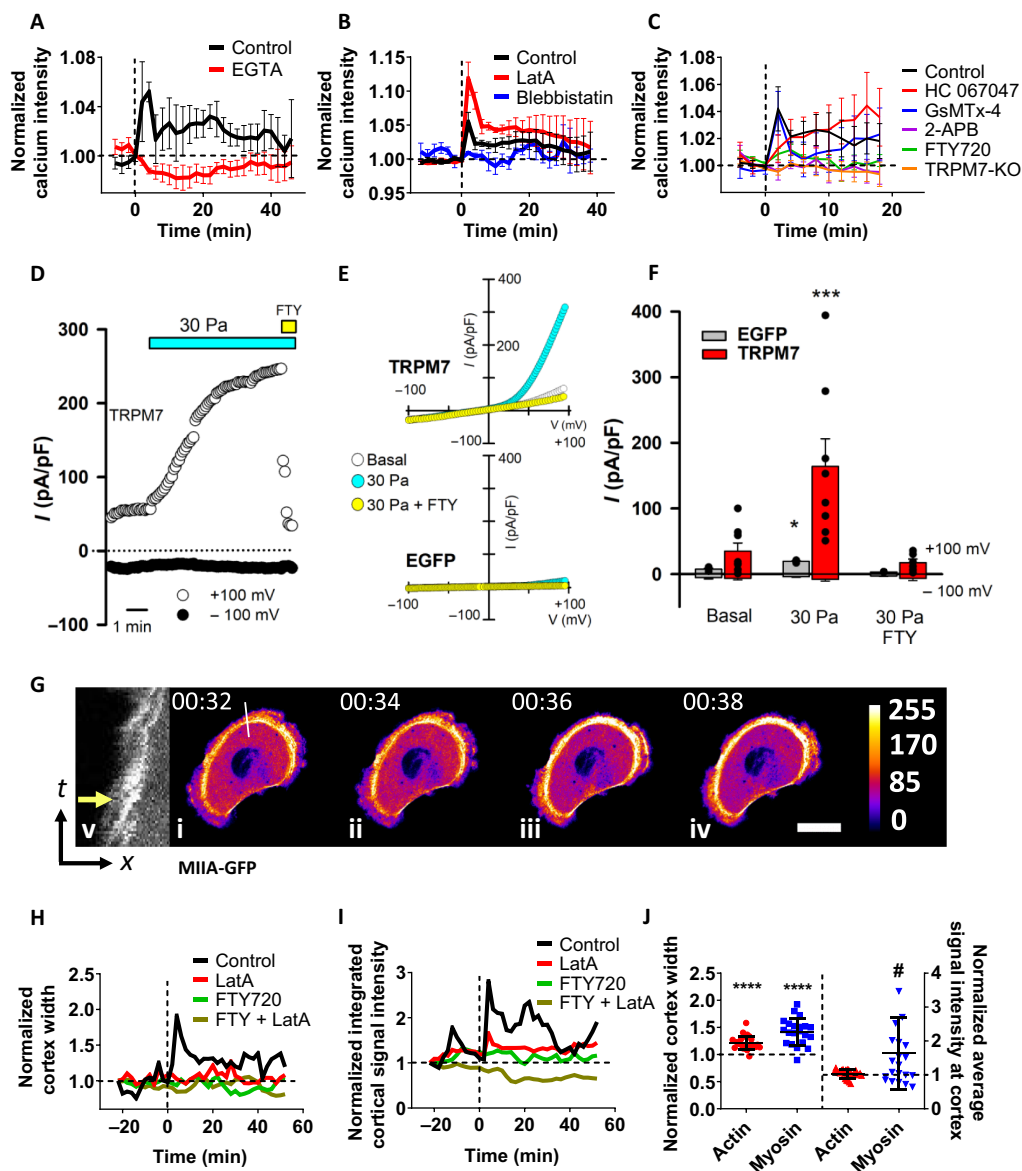 A
Normalized
calcium intensity
1.08
1.04
1.00
0
20
40
Time (min)
Control
EGTA
B
Normalized
calcium intensity
1.15
1.10
1.05
1.00
0.95
0
20
40
Time (min)
Control
LatA
Blebbistatin
C
Normalized
calcium intensity
1.08
1.06
1.04
1.02
1.00
0
10
20
Time (min)
Control
HC 067047
GsMTx-4
2-APB
FTY720
TRPM7-KO
D
I (pA/pF)
300
200
100
0
−100
FTY
30 Pa
TRPM7
1 min
+100 mV
− 100 mV
E
400
200
I (pA/pF)
TRPM7
−100
−100
V (mV)
+100
Basal
30 Pa
30 Pa + FTY
400
200
I (pA/pF)
EGFP
−100
−100
+100
V (mV)
F
I (pA/pF)
400
300
200
100
0
EGFP
TRPM7
*
***
+100 mV
− 100 mV
Basal
30 Pa
30 Pa
FTY
G
t
x
v
00:32
i
00:34
ii
00:36
iii
00:38
iv
255
170
85
0
MIIA-GFP
H
Normalized
cortex width
2.5
2.0
1.5
1.0
−20
0
20
40
60
Time (min)
Control
LatA
FTY720
FTY + LatA
I
Normalized integrated
cortical signal intensity
3
2
1
0
−20
0
20
40
60
Time (min)
Control
LatA
FTY720
FTY + LatA
J
Normalized cortex width
2.5
2.0
1.5
1.0
0.5
0.0
****
****
#
4
3
2
1
0
Normalized average
signal intensity at cortex
Actin
Myosin
Actin
Myosin